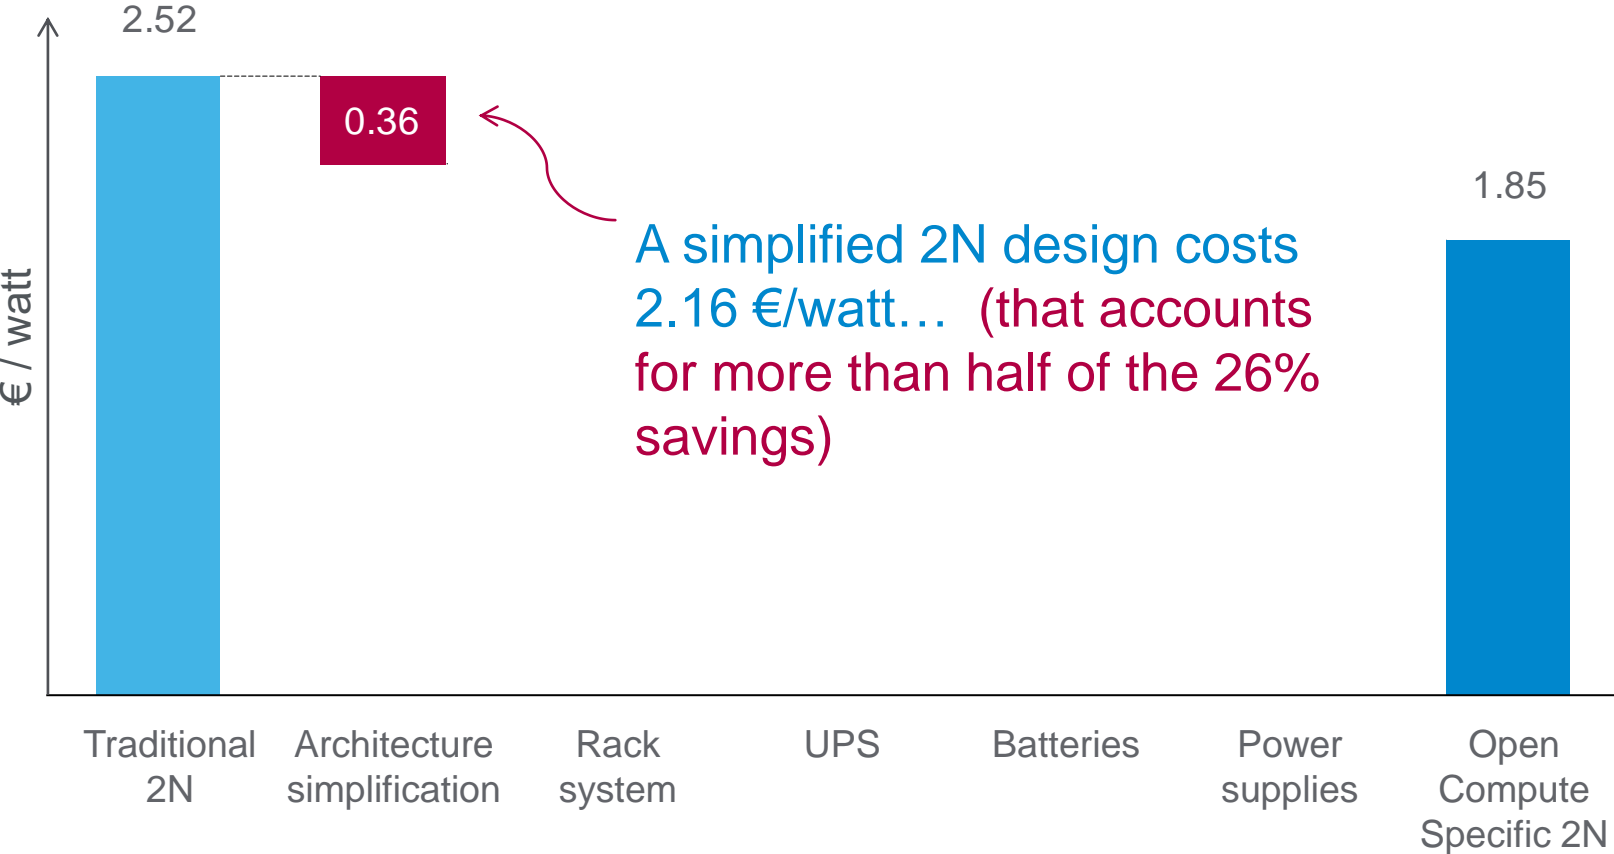 2.52
0.36
1.85
€ / watt
A simplified 2N design costs
2.16 €/watt… (that accounts
for more than half of the 26%
savings)
Traditional
2N
Architecture
simplification
Rack
system
UPS
Batteries
Power
supplies
Open
Compute
Specific 2N